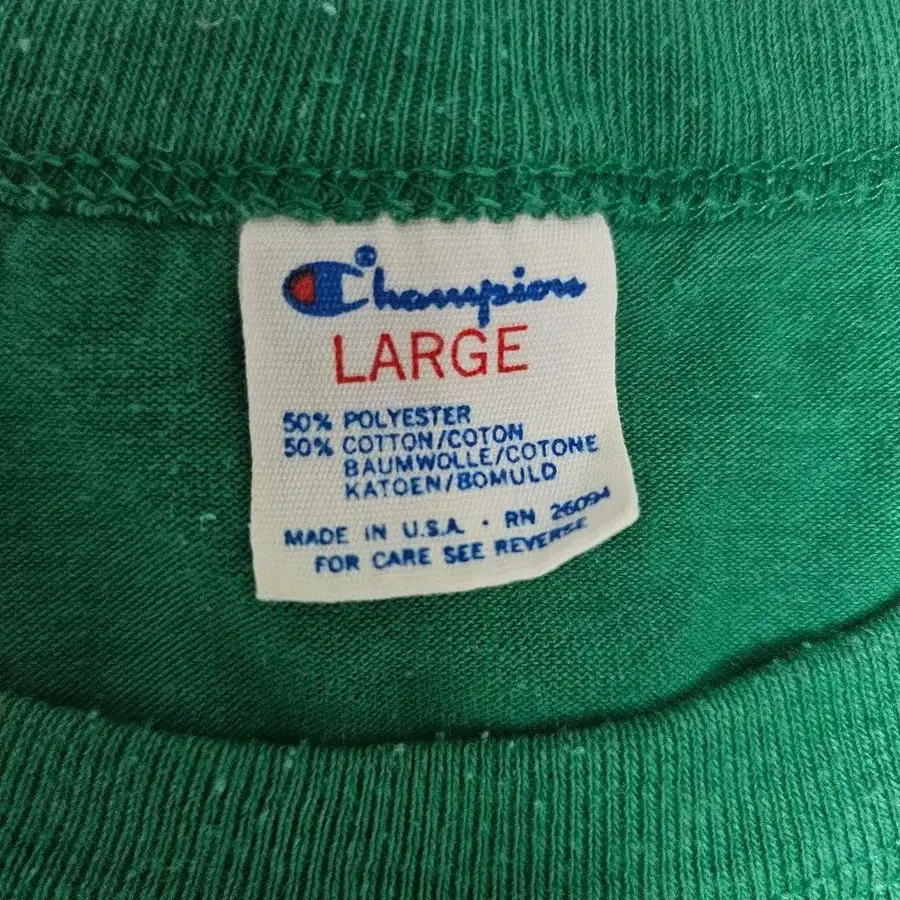 Champion®
LARGE
50% POLYESTER
50% COTTON/COTON
BAUMWOLLE/COTONE
KATOEN/BOMULD
MADE IN U.S.A. · RN 26094
FOR CARE SEE REVERSE